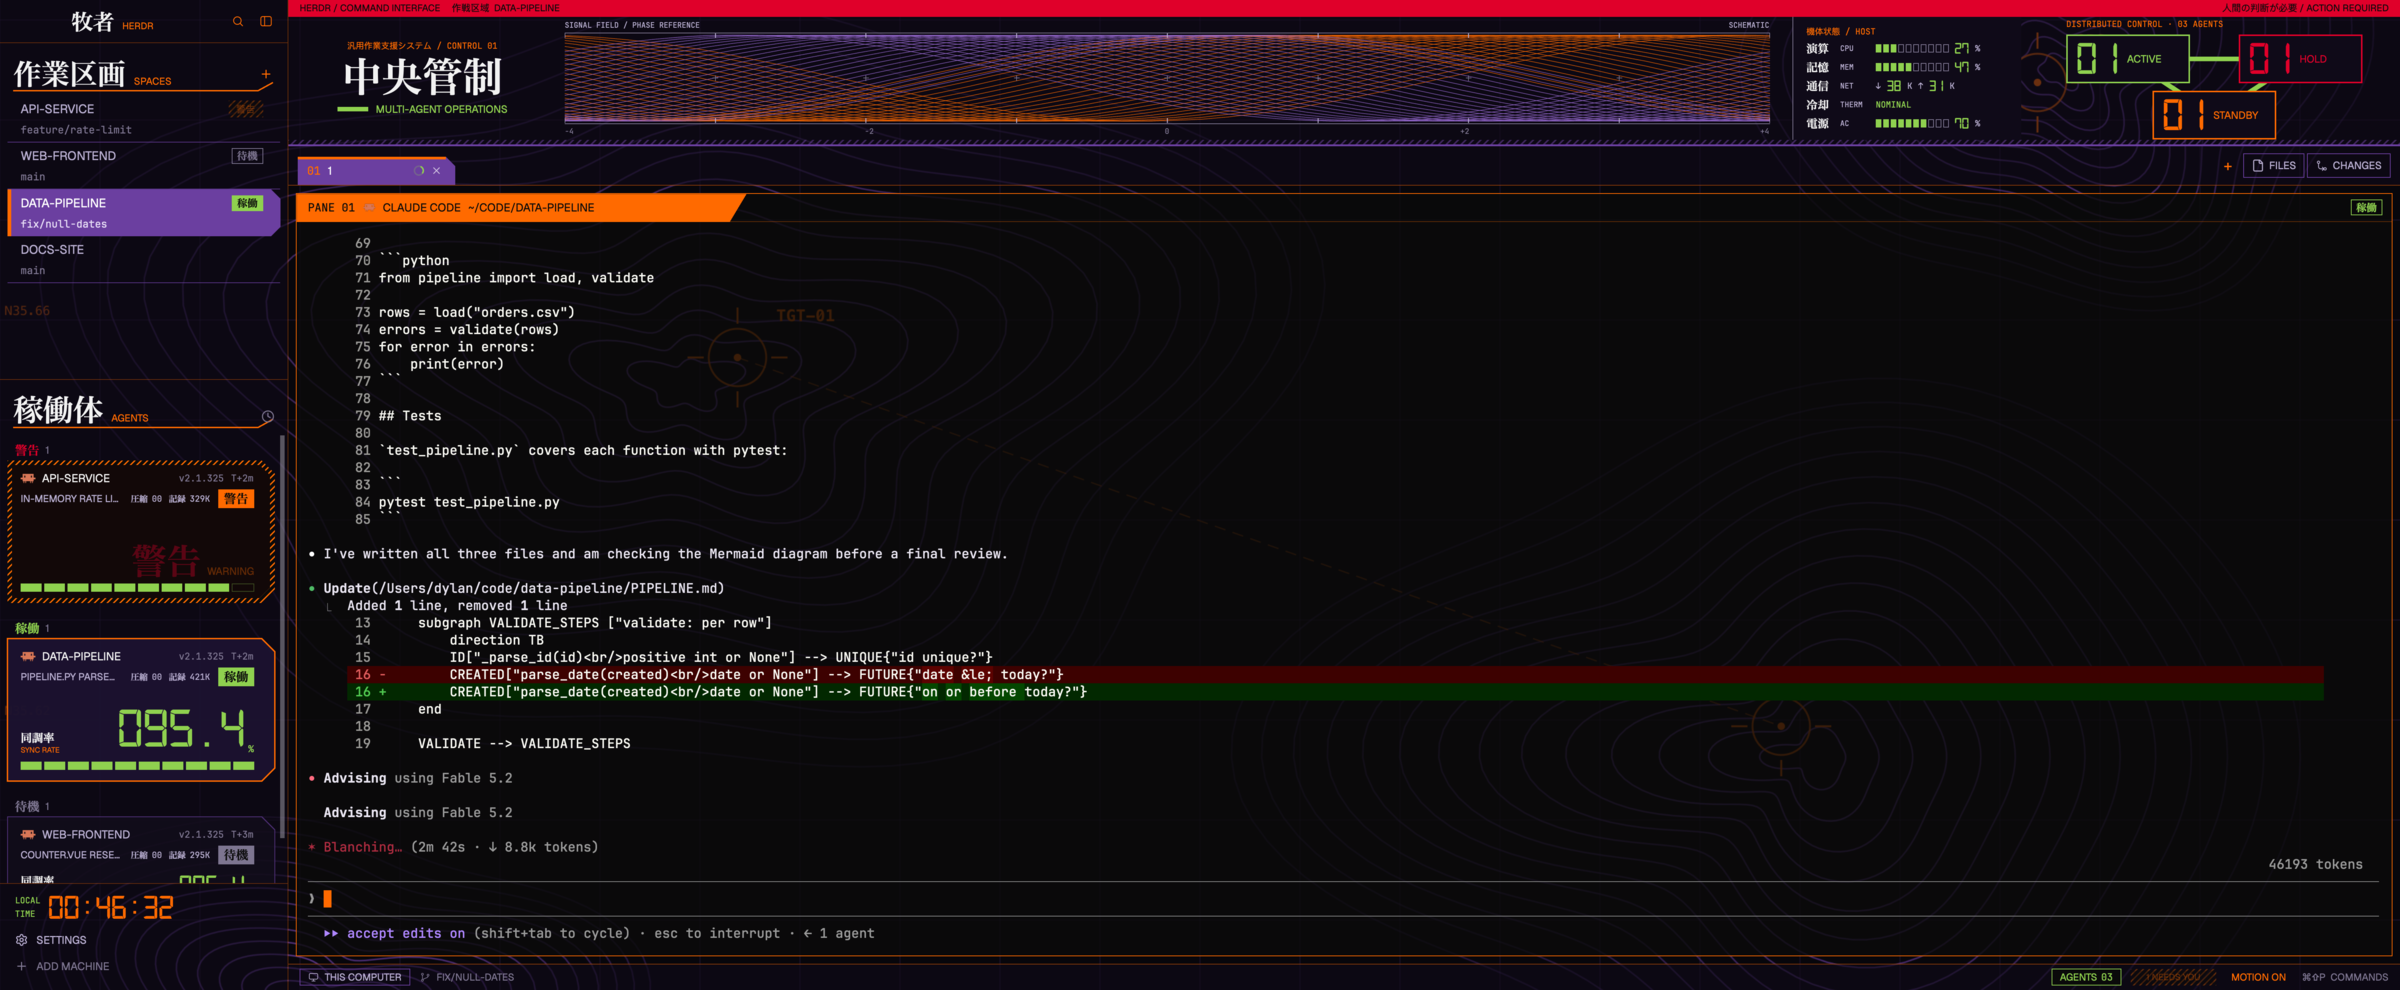 牧者 HERDR
作業区画 SPACES +
API-SERVICE 警告
feature/rate-limit
WEB-FRONTEND 待機
main
DATA-PIPELINE 稼働
fix/null-dates
DOCS-SITE
main
N35.66
稼働体 AGENTS
警告 1
API-SERVICE v2.1.325 T+2m
IN-MEMORY RATE LI… 圧縮 00 記録 329K 警告
警告 WARNING
稼働 1
DATA-PIPELINE v2.1.325 T+2m
PIPELINE.PY PARSE… 圧縮 00 記録 421K 稼働
同調率 095.4 %
SYNC RATE
待機 1
WEB-FRONTEND v2.1.325 T+3m
COUNTER.VUE RESE… 圧縮 00 記録 295K 待機
同調率
LOCAL TIME 00:46:32
SETTINGS
+ ADD MACHINE
HERDR / COMMAND INTERFACE 作戦区域 DATA-PIPELINE
人間の判断が必要 / ACTION REQUIRED
汎用作業支援システム / CONTROL 01
中央管制
MULTI-AGENT OPERATIONS
SIGNAL FIELD / PHASE REFERENCE SCHEMATIC
-4 -2 0 +2 +4
機体状態 / HOST
演算 CPU 27 %
記憶 MEM 47 %
通信 NET ↓ 38 K ↑ 31 K
冷却 THERM NOMINAL
電源 AC 70 %
DISTRIBUTED CONTROL · 03 AGENTS
01 ACTIVE
01 HOLD
01 STANDBY
01 1 ×
+ FILES CHANGES
PANE 01 CLAUDE CODE ~/CODE/DATA-PIPELINE 稼働
TGT-01
69
70 ```python
71 from pipeline import load, validate
72
73 rows = load("orders.csv")
74 errors = validate(rows)
75 for error in errors:
76     print(error)
77 ```
78
79 ## Tests
80
81 `test_pipeline.py` covers each function with pytest:
82
83 ```
84 pytest test_pipeline.py
85 ```
• I've written all three files and am checking the Mermaid diagram before a final review.
• Update(/Users/dylan/code/data-pipeline/PIPELINE.md)
└ Added 1 line, removed 1 line
13     subgraph VALIDATE_STEPS ["validate: per row"]
14         direction TB
15         ID["_parse_id(id)<br/>positive int or None"] --> UNIQUE{"id unique?"}
16 -       CREATED["parse_date(created)<br/>date or None"] --> FUTURE{"date &le; today?"}
16 +       CREATED["parse_date(created)<br/>date or None"] --> FUTURE{"on or before today?"}
17     end
18
19     VALIDATE --> VALIDATE_STEPS
• Advising using Fable 5.2
Advising using Fable 5.2
* Blanching… (2m 42s · ↓ 8.8k tokens)
46193 tokens
❯
⏵⏵ accept edits on (shift+tab to cycle) · esc to interrupt · ← 1 agent
THIS COMPUTER FIX/NULL-DATES
AGENTS 03 1 NEEDS YOU MOTION ON ⌘⇧P COMMANDS